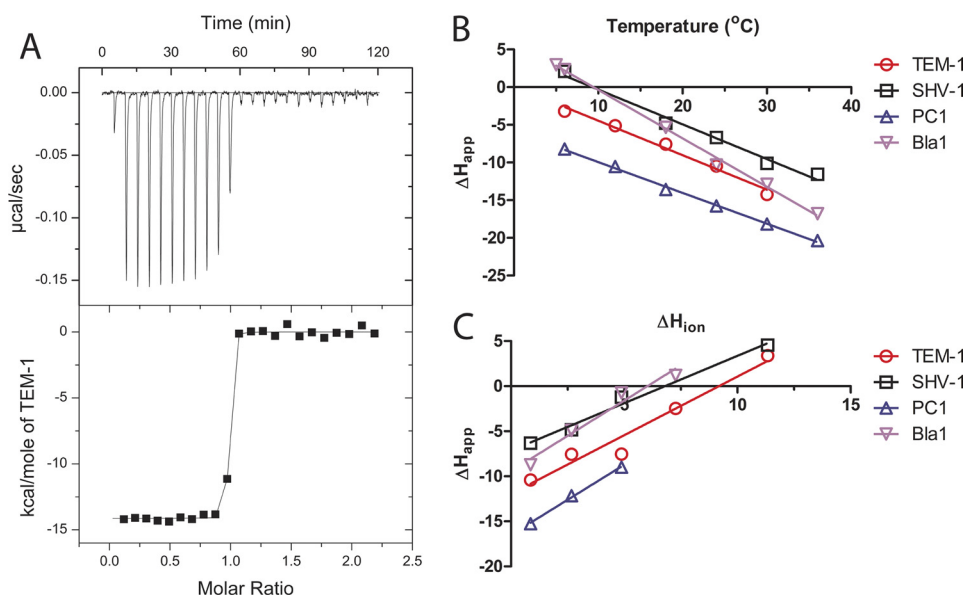 A
Time (min)
0 30 60 90 120
0.00
-0.05
-0.10
-0.15
µcal/sec
0
-5
-10
-15
kcal/mole of TEM-1
0.0 0.5 1.0 1.5 2.0 2.5
Molar Ratio
B
Temperature (°C)
5
0
-5
-10
-15
-20
-25
10 20 30 40
ΔHapp
TEM-1
SHV-1
PC1
Bla1
C
ΔHion
5
0
-5
-10
-15
-20
5 10 15
ΔHapp
TEM-1
SHV-1
PC1
Bla1